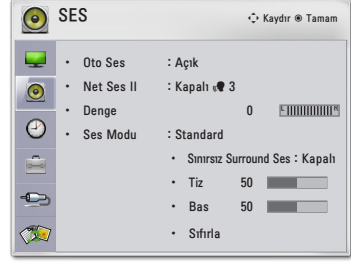 SES Kaydır Tamam
• Oto Ses : Açık
• Net Ses II : Kapalı 3
• Denge 0 L R
• Ses Modu : Standard
• Sınırsız Surround Ses : Kapalı
• Tiz 50
• Bas 50
• Sıfırla